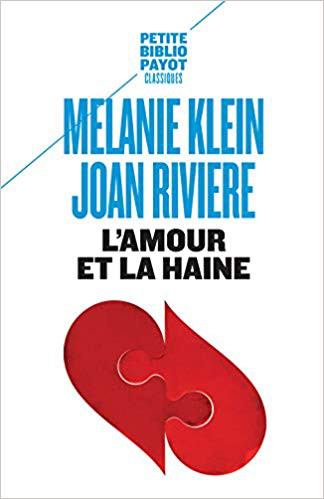 PETITE
BIBLIO
PAYOT
CLASSIQUES
MELANIE KLEIN
JOAN RIVIERE
L'AMOUR
ET LA HAINE